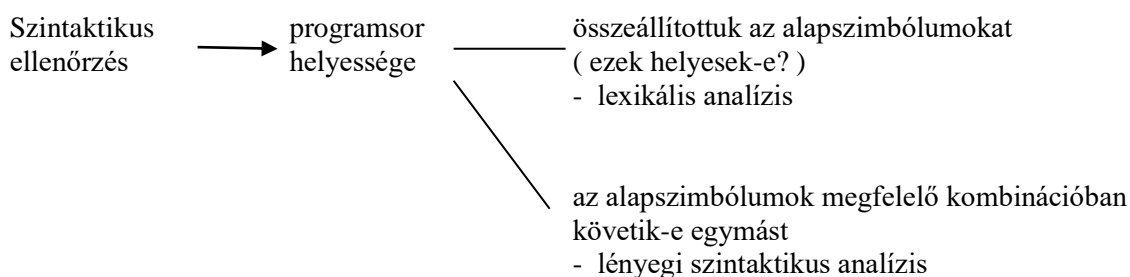 Szintaktikus
ellenőrzés
programsor
helyessége
összeállítottuk az alapszimbólumokat
( ezek helyesek-e? )
- lexikális analízis
az alapszimbólumok megfelelő kombinációban
követik-e egymást
- lényegi szintaktikus analízis